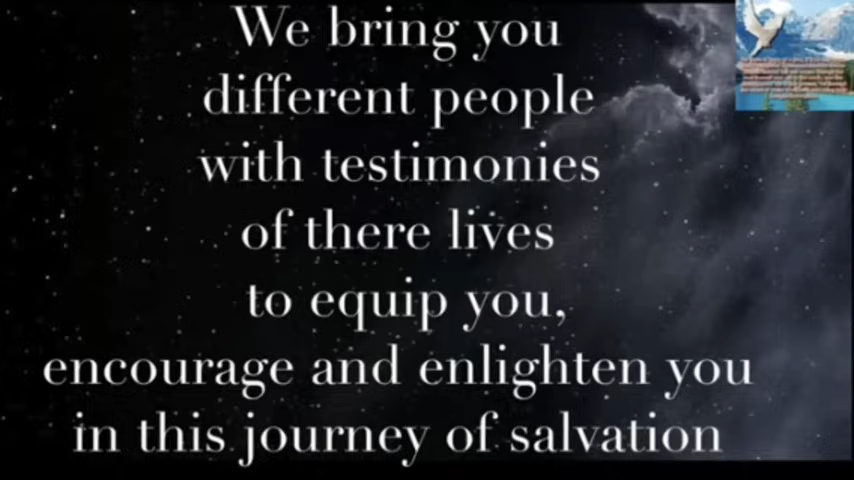 We bring you
different people
with testimonies
of there lives
to equip you,
encourage and enlighten you
in this journey of salvation